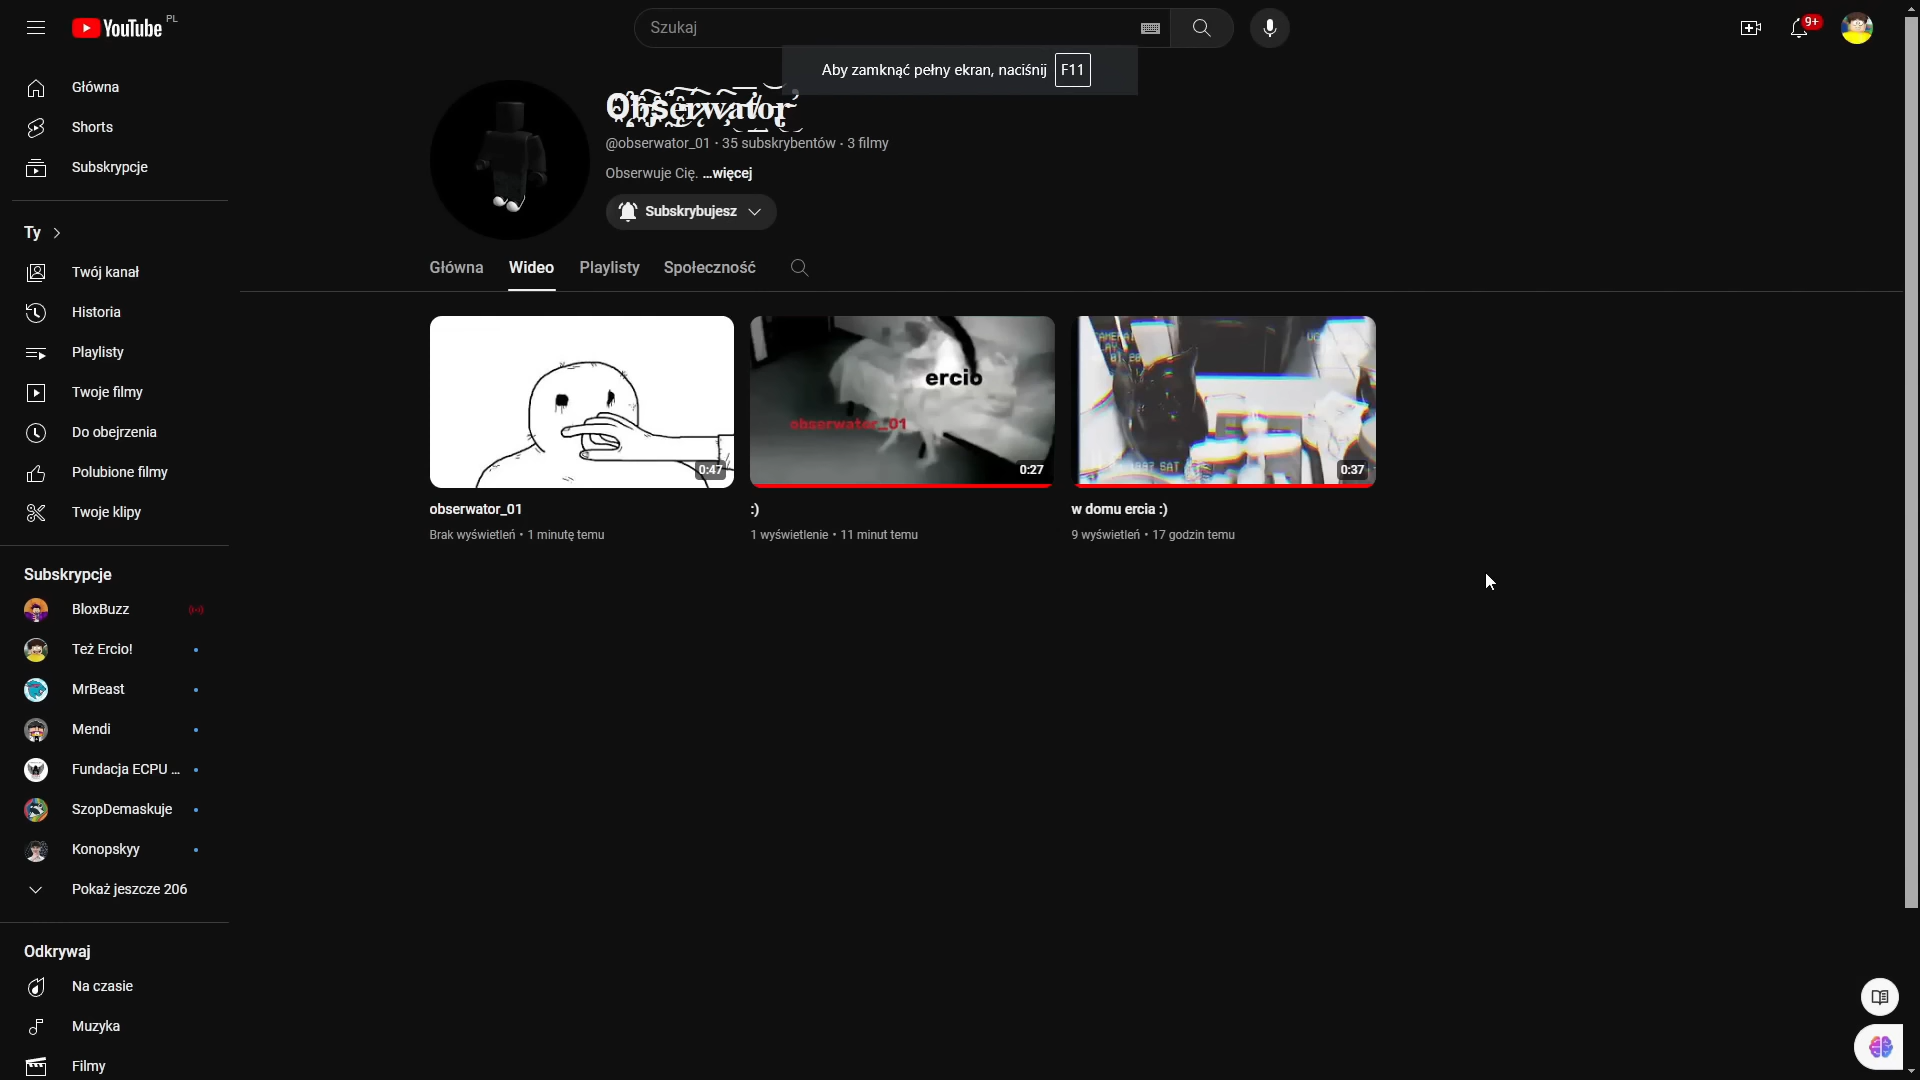 YouTube PL
Szukaj
9+
Aby zamknąć pełny ekran, naciśnij F11
Główna
Shorts
Subskrypcje
Ty
Twój kanał
Historia
Playlisty
Twoje filmy
Do obejrzenia
Polubione filmy
Twoje klipy
Subskrypcje
BloxBuzz
Też Ercio!
MrBeast
Mendi
Fundacja ECPU ...
SzopDemaskuje
Konopskyy
Pokaż jeszcze 206
Odkrywaj
Na czasie
Muzyka
Filmy
Obserwator
@obserwator_01 • 35 subskrybentów • 3 filmy
Obserwuje Cię. ...więcej
Subskrybujesz
Główna Wideo Playlisty Społeczność
0:47
obserwator_01
Brak wyświetleń • 1 minutę temu
ercio
obserwator_01
0:27
:)
1 wyświetlenie • 11 minut temu
0:37
w domu ercia :)
9 wyświetleń • 17 godzin temu